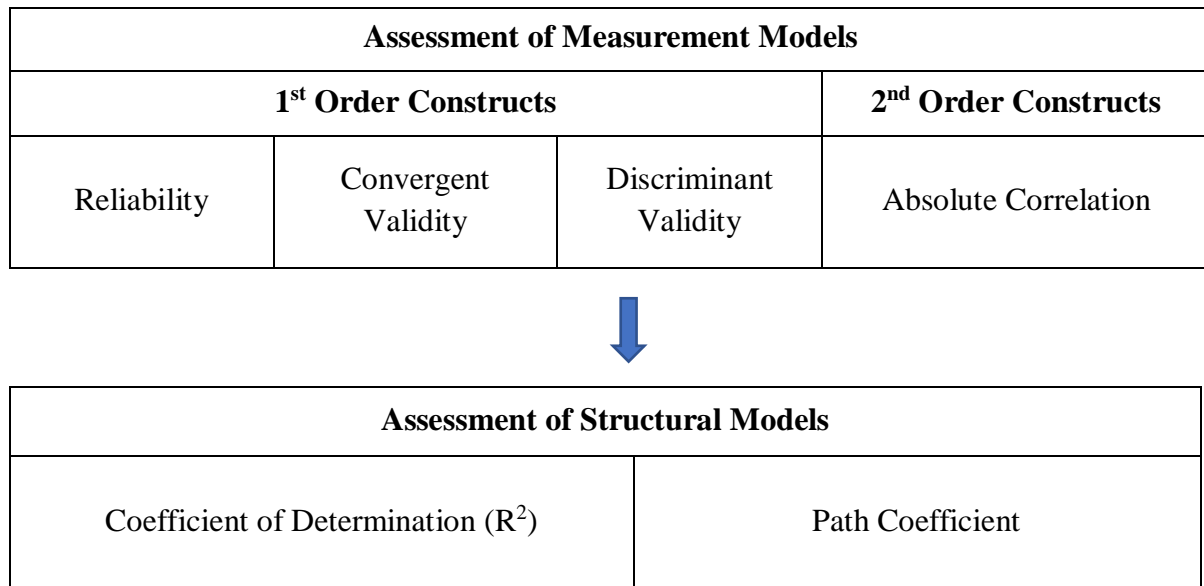 Assessment of Measurement Models
1st Order Constructs
2nd Order Constructs
Reliability
Convergent
Validity
Discriminant
Validity
Absolute Correlation
Assessment of Structural Models
Coefficient of Determination (R²)
Path Coefficient